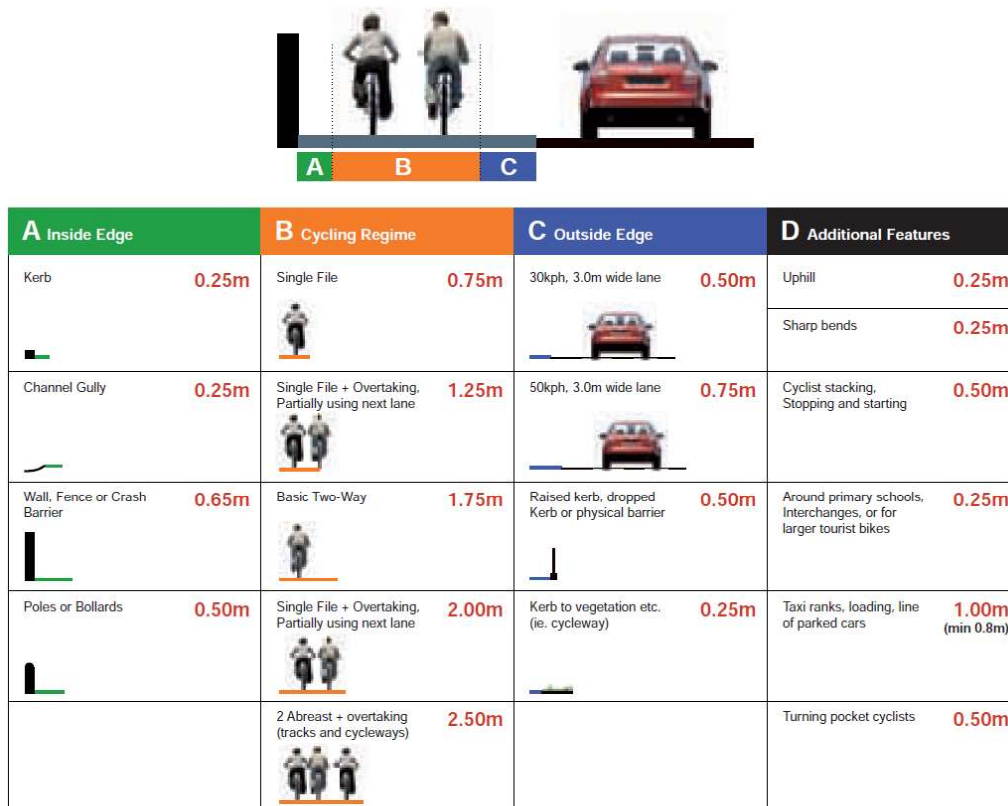 A B C
A Inside Edge
B Cycling Regime
C Outside Edge
D Additional Features
Kerb 0.25m
Single File 0.75m
30kph, 3.0m wide lane 0.50m
Uphill 0.25m
Sharp bends 0.25m
Channel Gully 0.25m
Single File + Overtaking, 1.25m
Partially using next lane
50kph, 3.0m wide lane 0.75m
Cyclist stacking, 0.50m
Stopping and starting
Wall, Fence or Crash 0.65m
Barrier
Basic Two-Way 1.75m
Raised kerb, dropped 0.50m
Kerb or physical barrier
Around primary schools, 0.25m
Interchanges, or for
larger tourist bikes
Poles or Bollards 0.50m
Single File + Overtaking, 2.00m
Partially using next lane
Kerb to vegetation etc. 0.25m
(ie. cycleway)
Taxi ranks, loading, line 1.00m
of parked cars (min 0.8m)
2 Abreast + overtaking 2.50m
(tracks and cycleways)
Turning pocket cyclists 0.50m